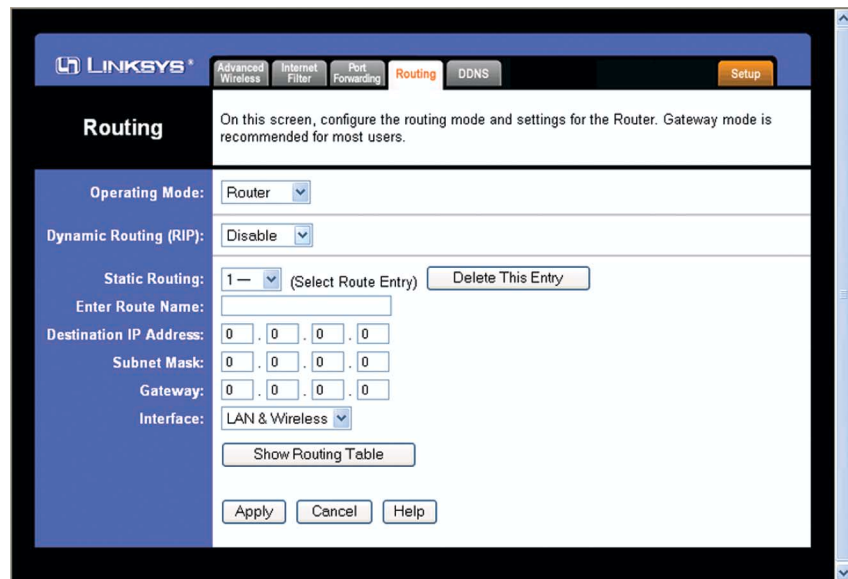 LINKSYS®
Advanced Wireless
Internet Filter
Port Forwarding
Routing
DDNS
Setup
Routing
On this screen, configure the routing mode and settings for the Router. Gateway mode is
recommended for most users.
Operating Mode: Router
Dynamic Routing (RIP): Disable
Static Routing: 1 — (Select Route Entry) Delete This Entry
Enter Route Name:
Destination IP Address: 0 . 0 . 0 . 0
Subnet Mask: 0 . 0 . 0 . 0
Gateway: 0 . 0 . 0 . 0
Interface: LAN & Wireless
Show Routing Table
Apply Cancel Help